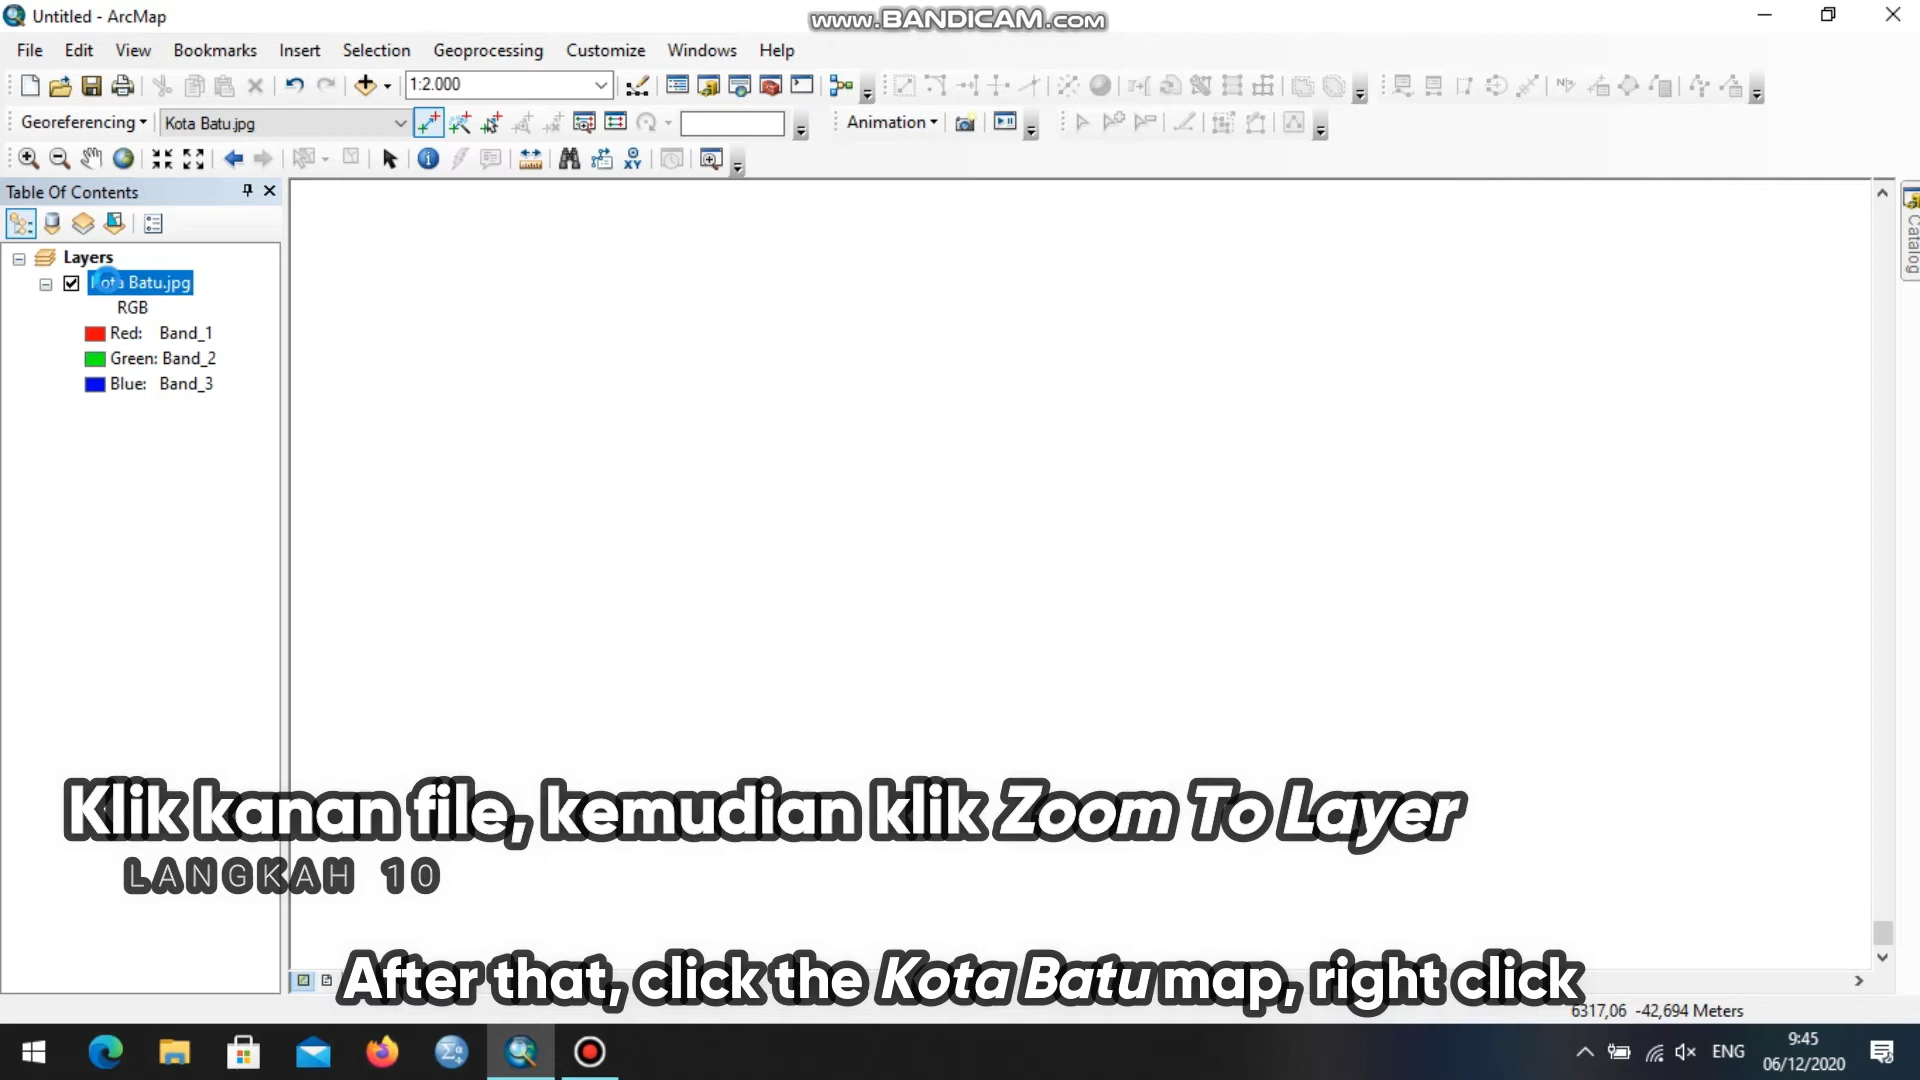 Untitled - ArcMap
www.BANDICAM.com
File Edit View Bookmarks Insert Selection Geoprocessing Customize Windows Help
1:2.000
Georeferencing Kota Batu.jpg Animation
Table Of Contents
Layers
Kota Batu.jpg
RGB
Red: Band_1
Green: Band_2
Blue: Band_3
Catalog
Klik kanan file, kemudian klik Zoom To Layer
LANGKAH 10
After that, click the Kota Batu map, right click
6317,06 -42,694 Meters
ENG
9:45
06/12/2020